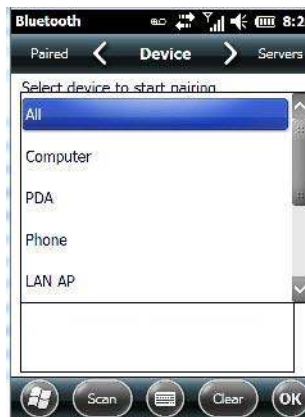 Bluetooth 8:2
Paired Device Servers
Select device to start pairing
All
Computer
PDA
Phone
LAN AP
Scan Clear OK